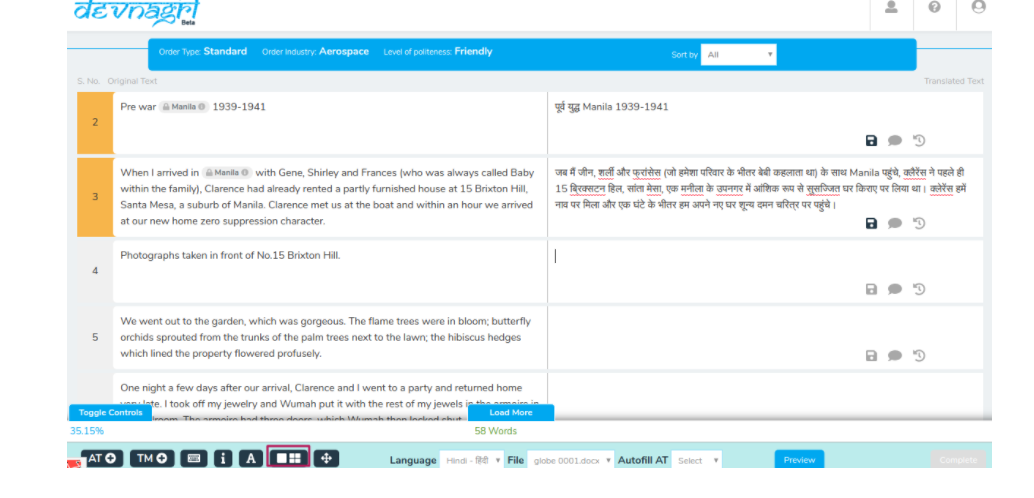 devnagri
Beta
Order Type: Standard Order Industry: Aerospace Level of politeness: Friendly Sort by All
S. No. Original Text Translated Text
2
Pre war Manila 1939-1941
पूर्व युद्ध Manila 1939-1941
3
When I arrived in Manila with Gene, Shirley and Frances (who was always called Baby
within the family), Clarence had already rented a partly furnished house at 15 Brixton Hill,
Santa Mesa, a suburb of Manila. Clarence met us at the boat and within an hour we arrived
at our new home zero suppression character.
जब मैं जीन, शर्ली और फ्रांसेस (जो हमेशा परिवार के भीतर बेबी कहलाता था) के साथ Manila पहुंचे, क्लैरेंस ने पहले ही
15 ब्रिक्सटन हिल, सांता मेसा, एक मनीला के उपनगर में आंशिक रूप से सुसज्जित घर किराए पर लिया था। क्लेरेंस हमें
नाव पर मिला और एक घंटे के भीतर हम अपने नए घर शून्य दमन चरित्र पर पहुंचे।
4
Photographs taken in front of No.15 Brixton Hill.
5
We went out to the garden, which was gorgeous. The flame trees were in bloom; butterfly
orchids sprouted from the trunks of the palm trees next to the lawn; the hibiscus hedges
which lined the property flowered profusely.
One night a few days after our arrival, Clarence and I went to a party and returned home
late. I took off my jewelry and Wumah put it with the rest of my jewels in
The armoire had three doors, which Wumah then locked shut
Toggle Controls Load More
35.15% 58 Words
AT TM i A Language Hindi - हिंदी File globe 0001.docx Autofill AT Select Preview Complete